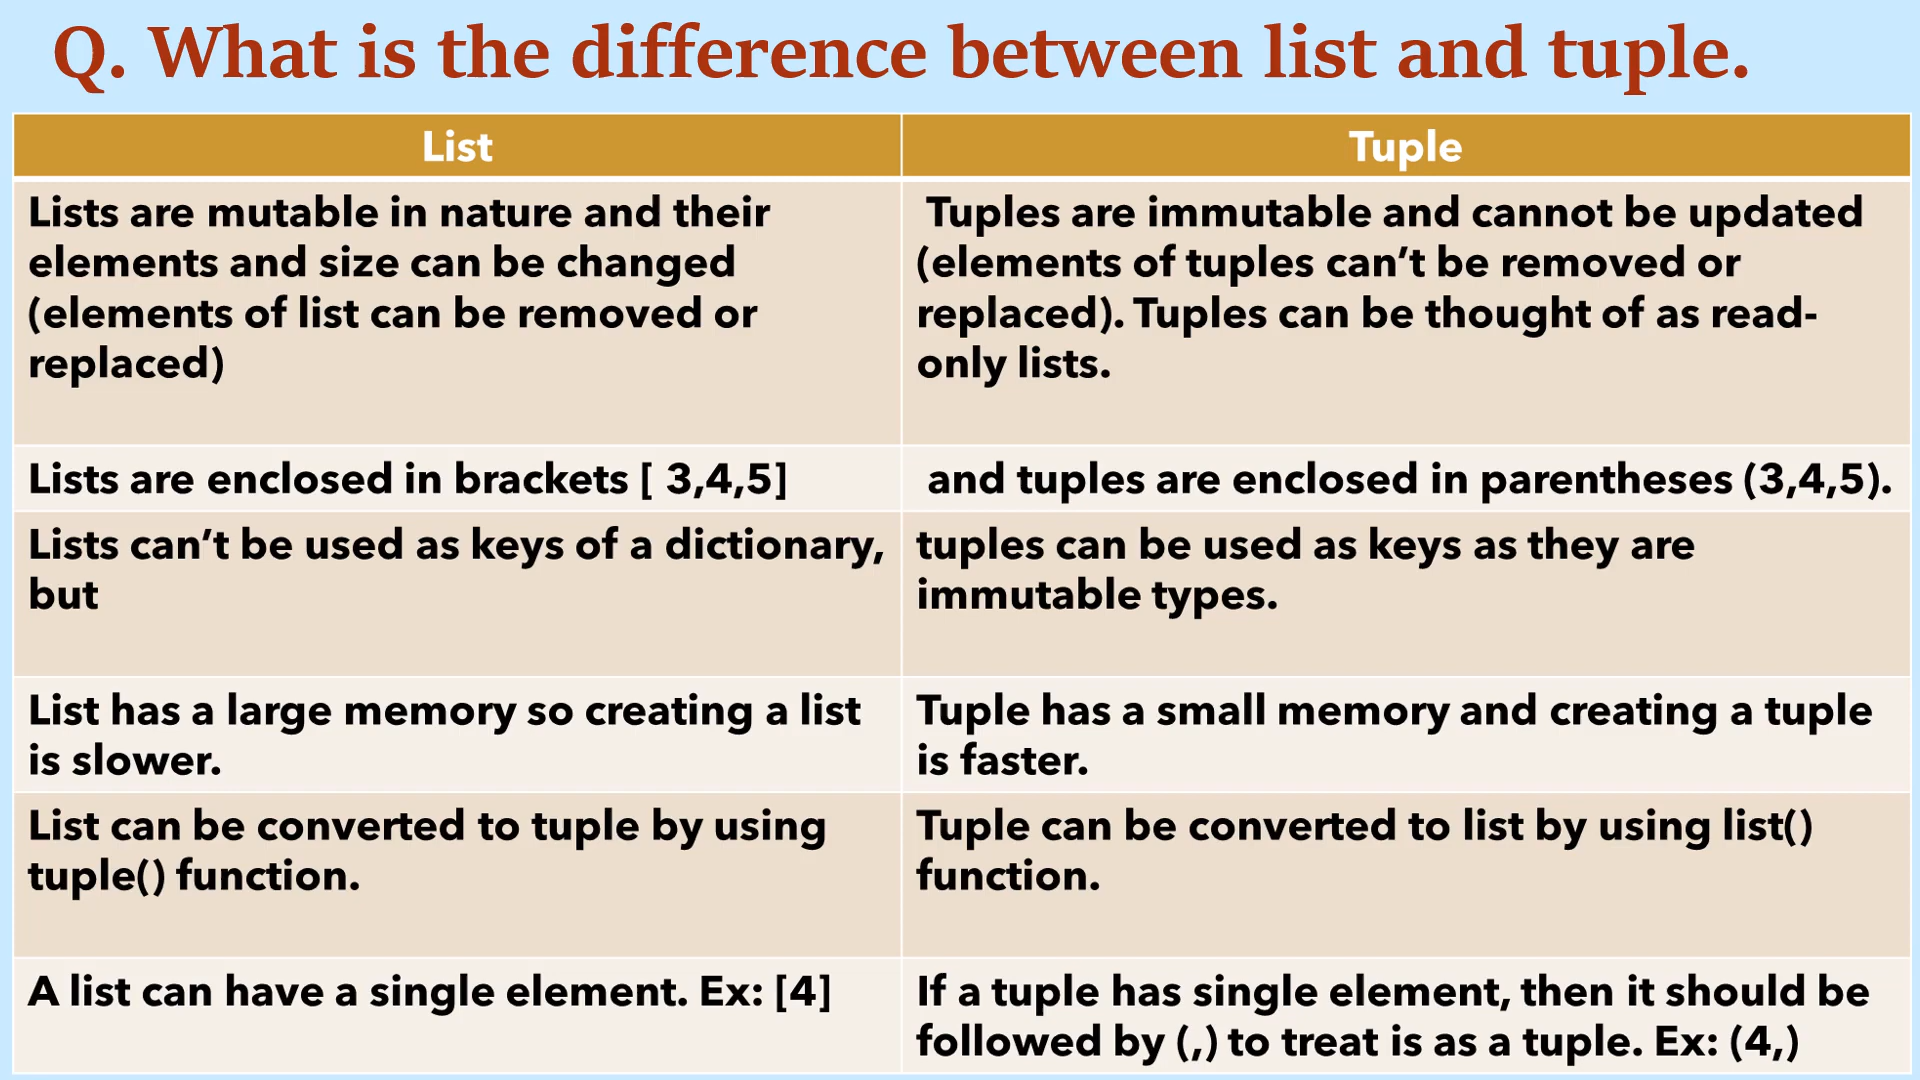 Q. What is the difference between list and tuple.
List
Tuple
Lists are mutable in nature and their
elements and size can be changed
(elements of list can be removed or
replaced)
Tuples are immutable and cannot be updated
(elements of tuples can’t be removed or
replaced). Tuples can be thought of as read-
only lists.
Lists are enclosed in brackets [ 3,4,5]
and tuples are enclosed in parentheses (3,4,5).
Lists can’t be used as keys of a dictionary,
but
tuples can be used as keys as they are
immutable types.
List has a large memory so creating a list
is slower.
Tuple has a small memory and creating a tuple
is faster.
List can be converted to tuple by using
tuple() function.
Tuple can be converted to list by using list()
function.
A list can have a single element. Ex: [4]
If a tuple has single element, then it should be
followed by (,) to treat is as a tuple. Ex: (4,)